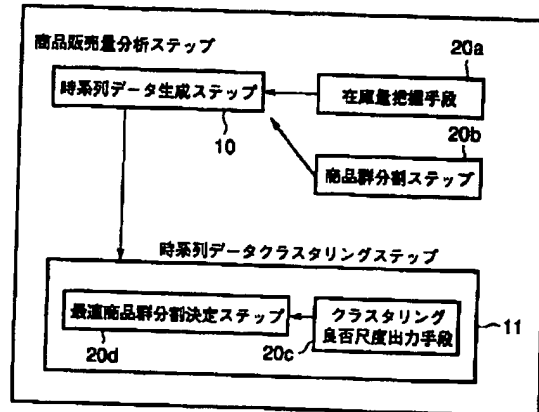 商品販売量分析ステップ
20a
時系列データ生成ステップ
在庫量把握手段
10
20b
商品群分割ステップ
時系列データクラスタリングステップ
最適商品群分割決定ステップ
クラスタリング
良否尺度出力手段
11
20d
20c